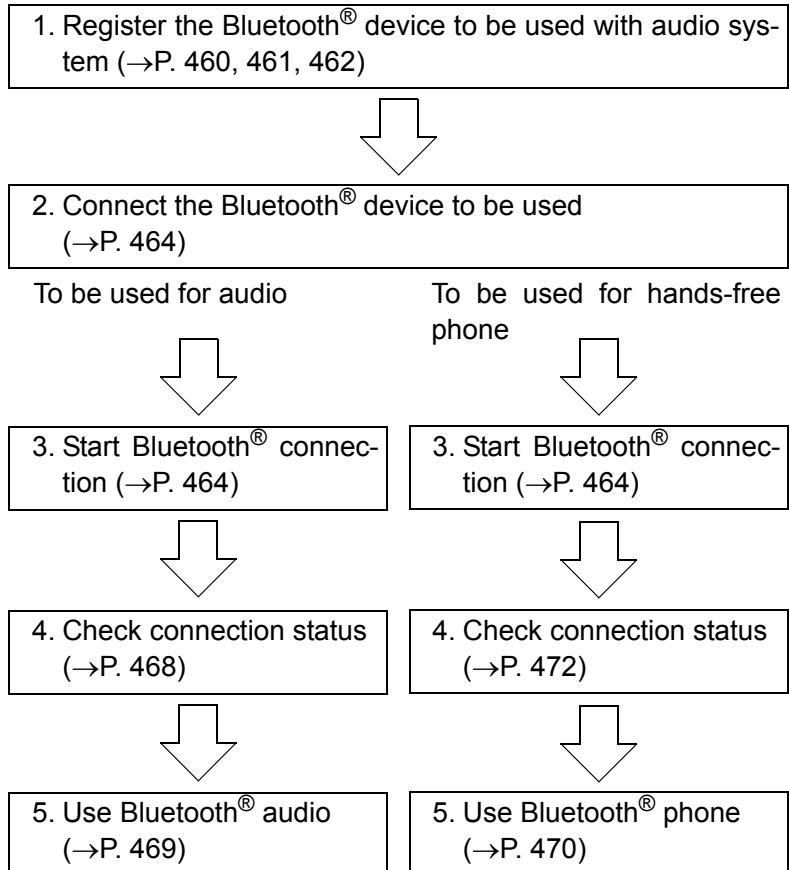 1. Register the Bluetooth® device to be used with audio sys-
tem (→P. 460, 461, 462)
2. Connect the Bluetooth® device to be used
(→P. 464)
To be used for audio
To be used for hands-free
phone
3. Start Bluetooth® connec-
tion (→P. 464)
3. Start Bluetooth® connec-
tion (→P. 464)
4. Check connection status
(→P. 468)
4. Check connection status
(→P. 472)
5. Use Bluetooth® audio
(→P. 469)
5. Use Bluetooth® phone
(→P. 470)